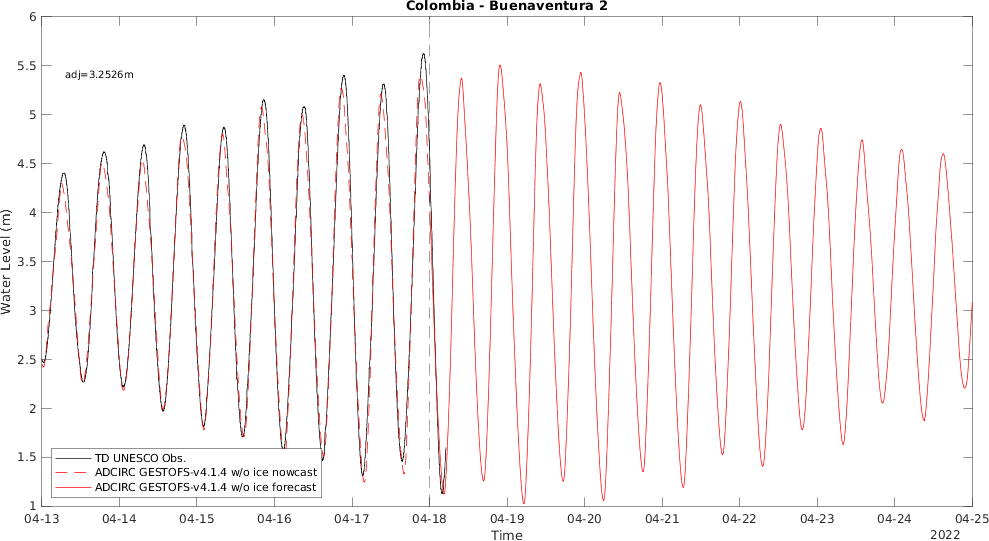 Colombia - Buenaventura 2
6
5.5
5
4.5
4
3.5
3
2.5
2
1.5
1
Water Level (m)
adj=3.2526m
TD UNESCO Obs.
ADCIRC GESTOFS-v4.1.4 w/o ice nowcast
ADCIRC GESTOFS-v4.1.4 w/o ice forecast
04-13 04-14 04-15 04-16 04-17 04-18 04-19 04-20 04-21 04-22 04-23 04-24 04-25
Time
2022